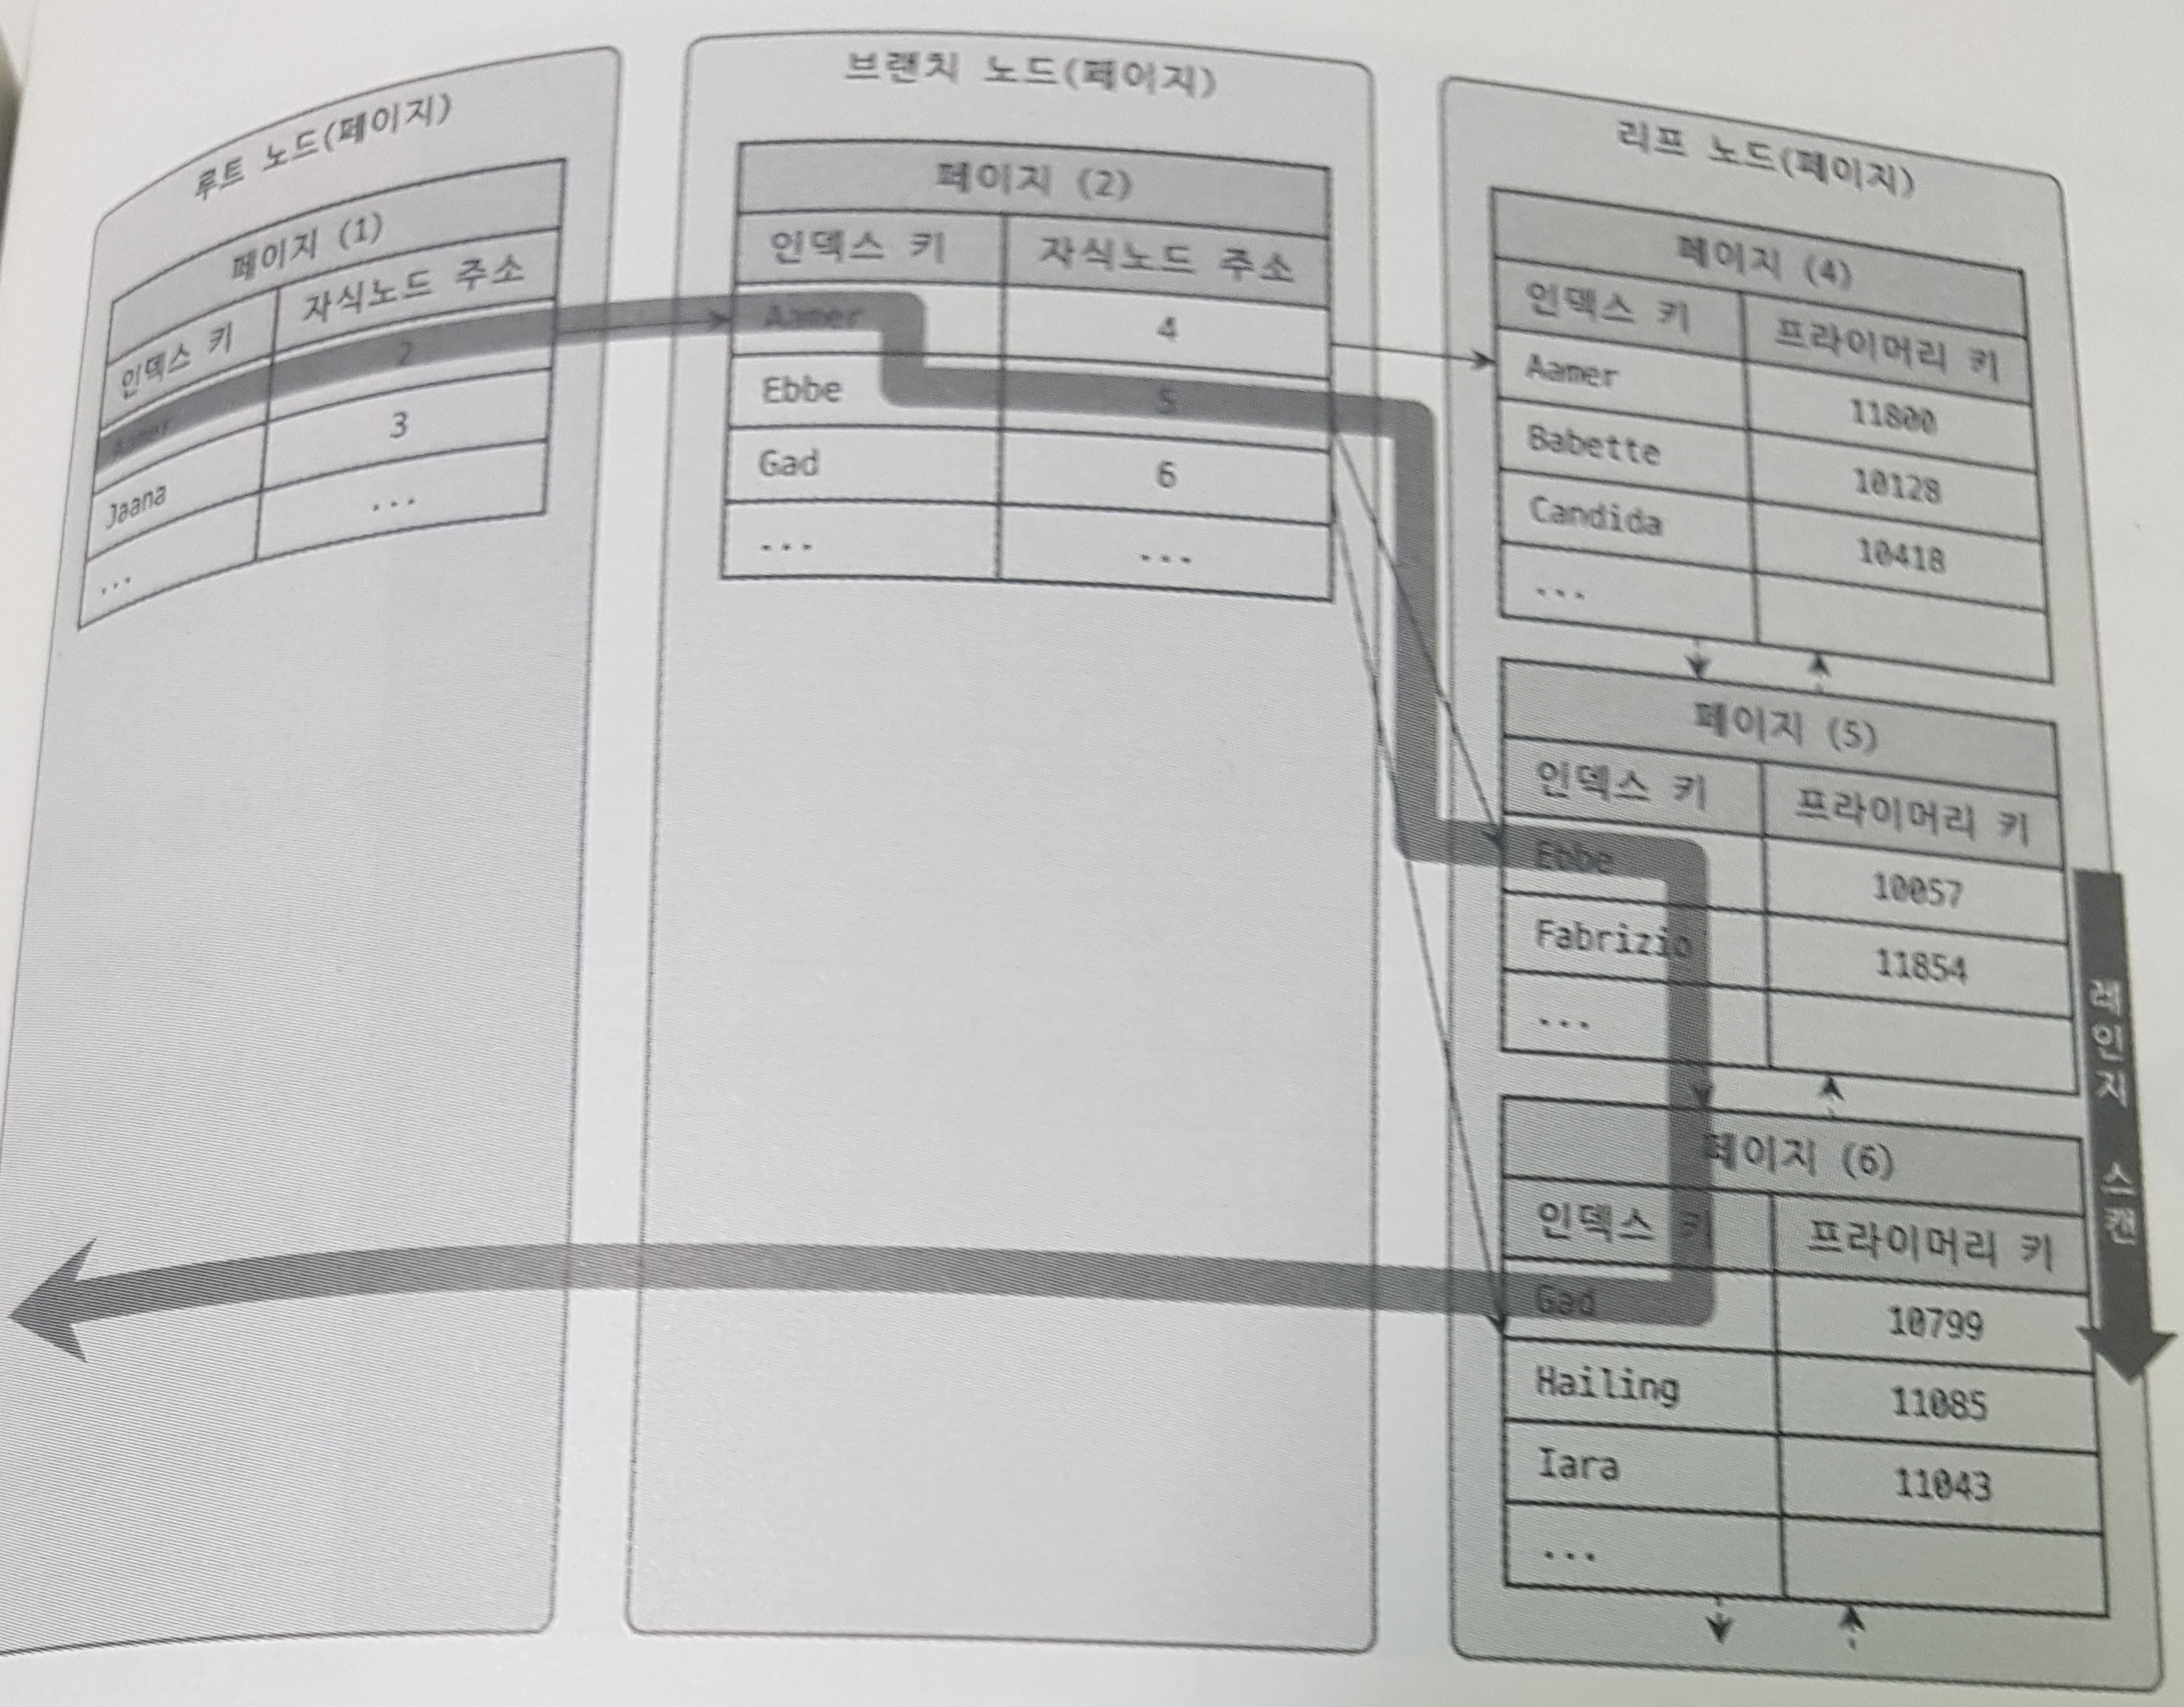 루트 노드(페이지)
페이지 (1)
인덱스 키 자식노드 주소
Aamer 2
Jaana 3
... ...
브랜치 노드(페이지)
페이지 (2)
인덱스 키 자식노드 주소
Aamer 4
Ebbe 5
Gad 6
... ...
리프 노드(페이지)
페이지 (4)
인덱스 키 프라이머리 키
Aamer 11800
Babette 10128
Candida 10418
...
페이지 (5)
인덱스 키 프라이머리 키
Ebbe 10057
Fabrizio 11854
...
페이지 (6)
인덱스 키 프라이머리 키
Gad 10799
Hailing 11085
Iara 11043
...
레인지 스캔